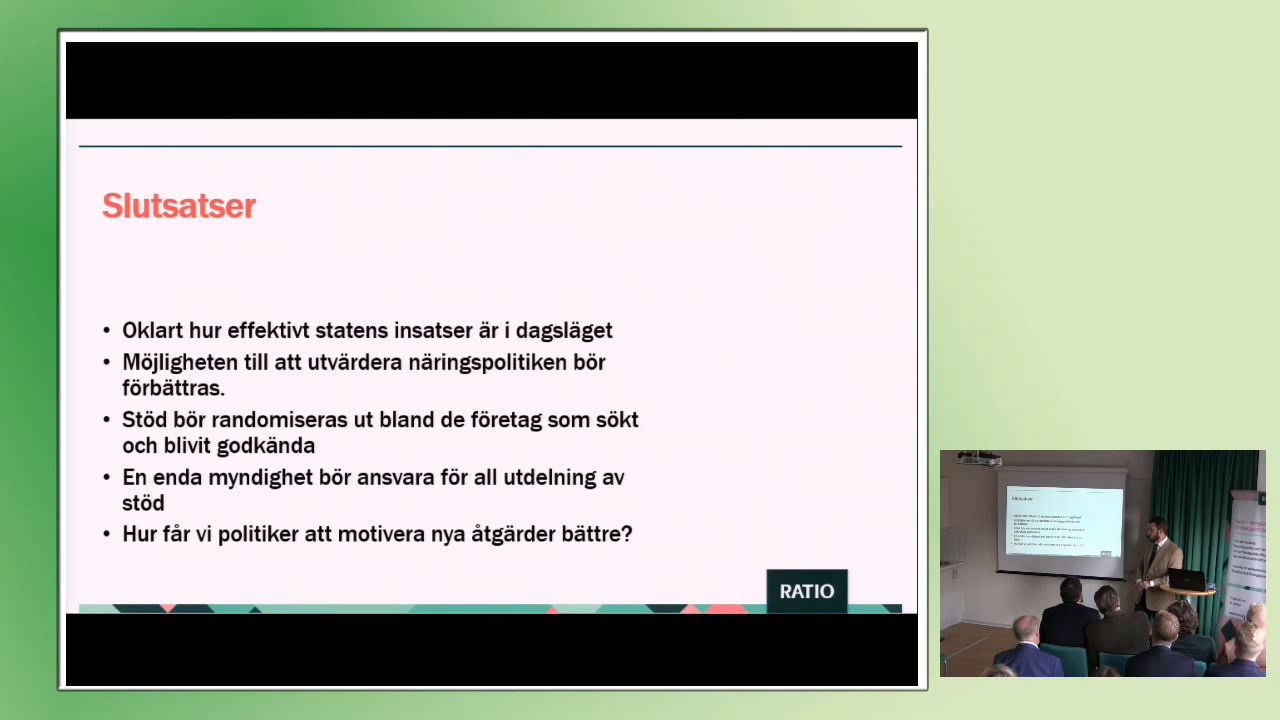 Slutsatser
• Oklart hur effektivt statens insatser är i dagsläget
• Möjligheten till att utvärdera näringspolitiken bör
förbättras.
• Stöd bör randomiseras ut bland de företag som sökt
och blivit godkända
• En enda myndighet bör ansvara för all utdelning av
stöd
• Hur får vi politiker att motivera nya åtgärder bättre?
RATIO
Slutsatser